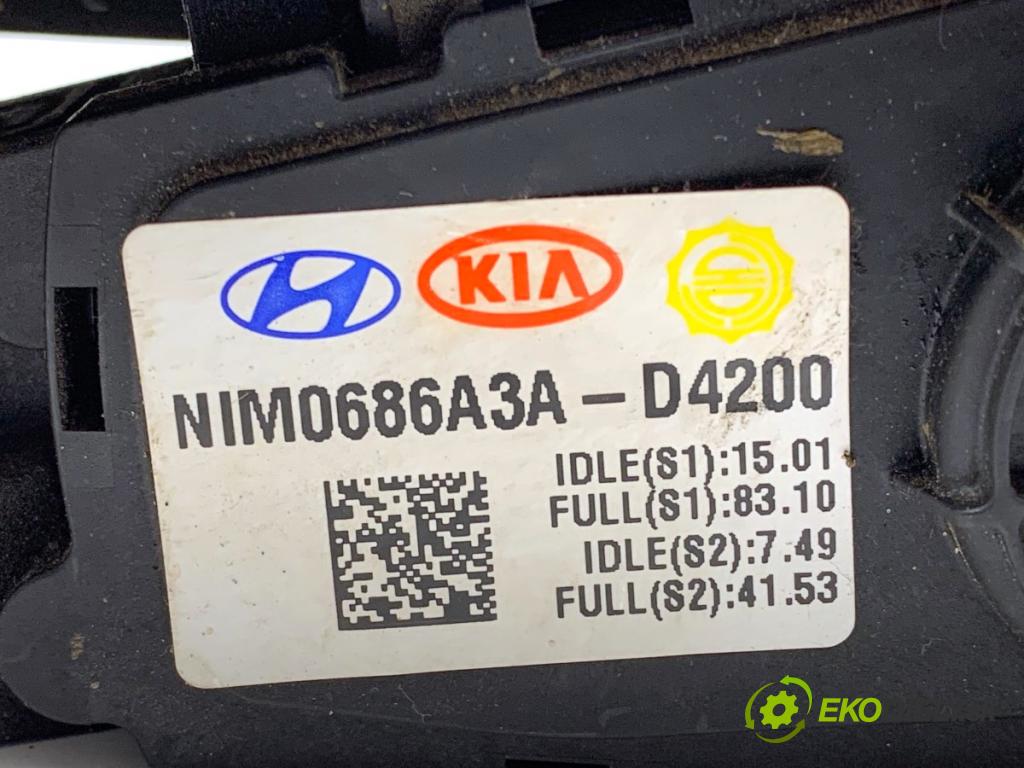 KIA
NIM0686A3A – D4200
IDLE(S1):15.01
FULL(S1):83.10
IDLE(S2):7.49
FULL(S2):41.53
EKO